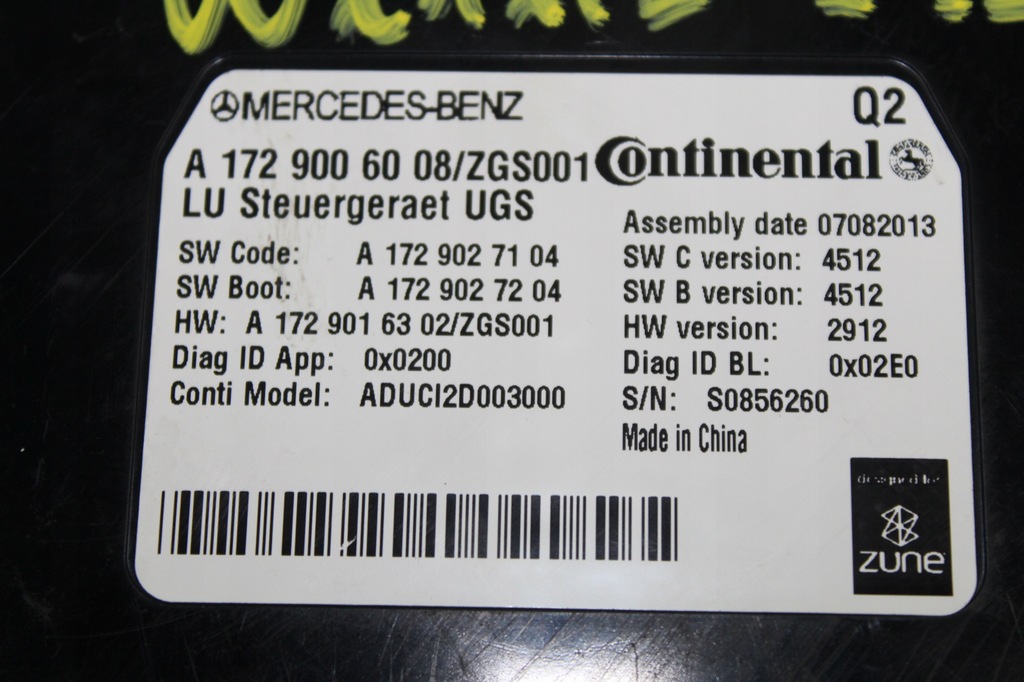 MERCEDES-BENZ
Q2
A 172 900 60 08/ZGS001
Continental
LU Steuergeraet UGS
Assembly date 07082013
SW Code: A 172 902 71 04
SW C version: 4512
SW Boot: A 172 902 72 04
SW B version: 4512
HW: A 172 901 63 02/ZGS001
HW version: 2912
Diag ID App: 0x0200
Diag ID BL: 0x02E0
Conti Model: ADUCI2D003000
S/N: S0856260
Made in China
designed for
zune